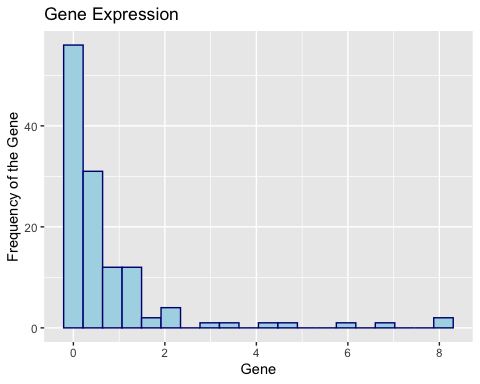 Gene Expression
Frequency of the Gene
40
20
0
0 2 4 6 8
Gene